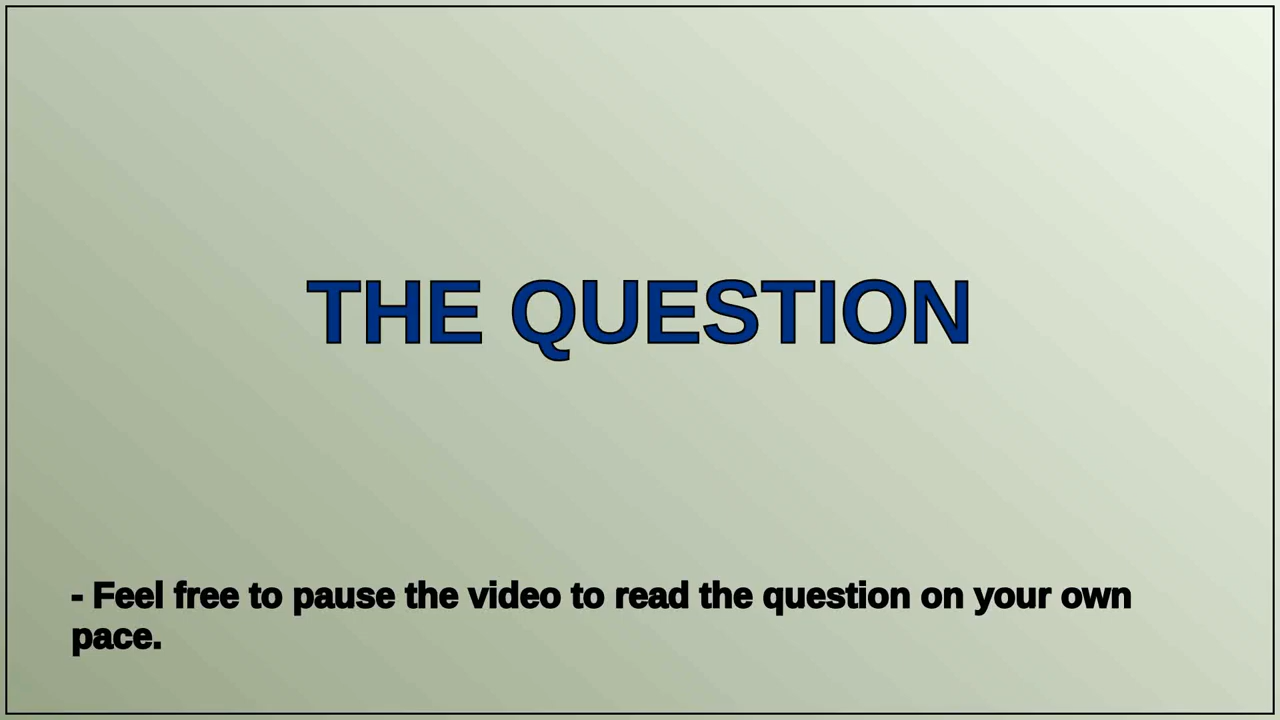 THE QUESTION
- Feel free to pause the video to read the question on your own
pace.